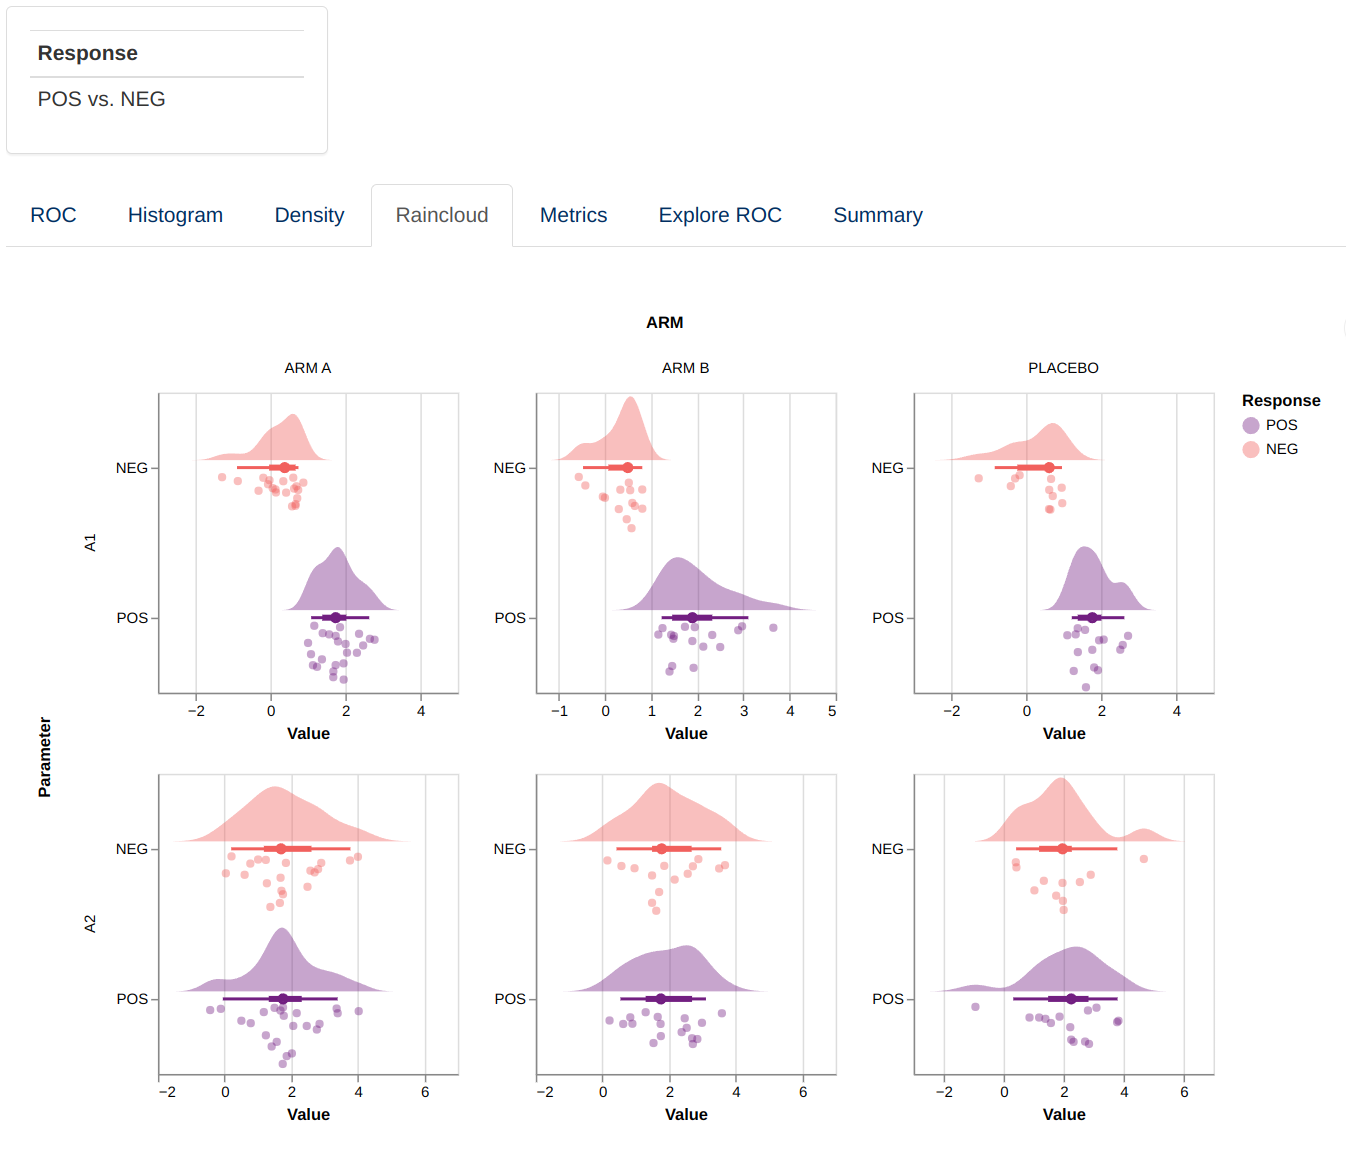 Response
POS vs. NEG
ROC Histogram Density Raincloud Metrics Explore ROC Summary
ARM
ARM A ARM B PLACEBO
Response
POS
NEG
NEG NEG NEG
A1
POS POS POS
−2 0 2 4 −1 0 1 2 3 4 5 −2 0 2 4
Value Value Value
Parameter
NEG NEG NEG
A2
POS POS POS
−2 0 2 4 6 −2 0 2 4 6 −2 0 2 4 6
Value Value Value